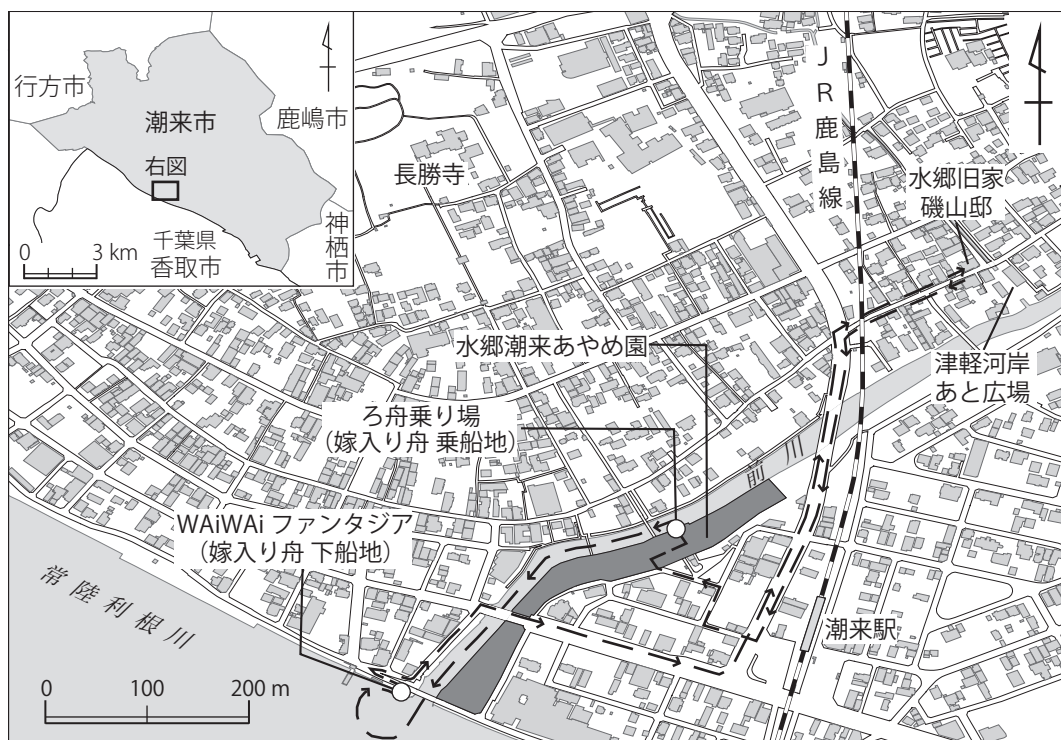 行方市
潮来市
鹿嶋市
右図
神栖市
千葉県
香取市
0 3 km
JR鹿島線
長勝寺
水郷旧家
磯山邸
水郷潮来あやめ園
津軽河岸
あと広場
ろ舟乗り場
(嫁入り舟 乗船地)
前川
WAiWAi ファンタジア
(嫁入り舟 下船地)
常陸利根川
潮来駅
0 100 200 m